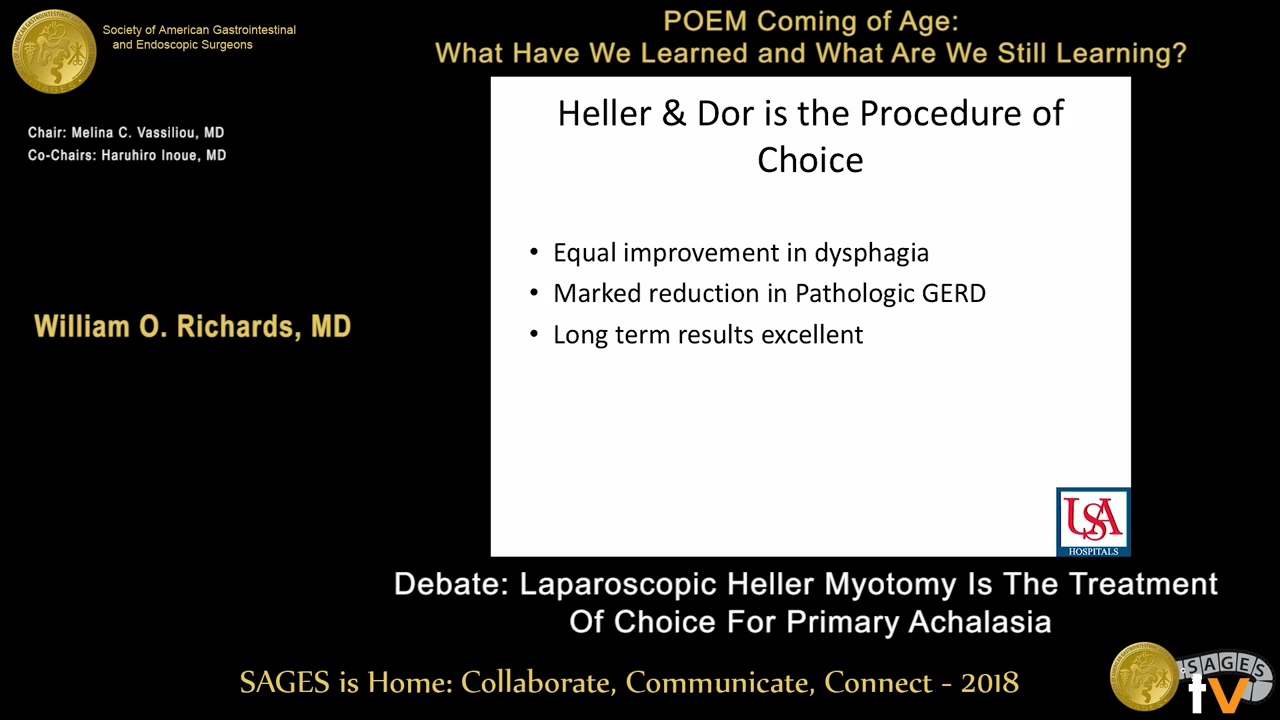 Society of American Gastrointestinal
and Endoscopic Surgeons
POEM Coming of Age:
What Have We Learned and What Are We Still Learning?
Chair: Melina C. Vassiliou, MD
Co-Chairs: Haruhiro Inoue, MD
William O. Richards, MD
Heller & Dor is the Procedure of
Choice
• Equal improvement in dysphagia
• Marked reduction in Pathologic GERD
• Long term results excellent
USA
HOSPITALS
Debate: Laparoscopic Heller Myotomy Is The Treatment
Of Choice For Primary Achalasia
SAGES is Home: Collaborate, Communicate, Connect - 2018
SAGES
tv